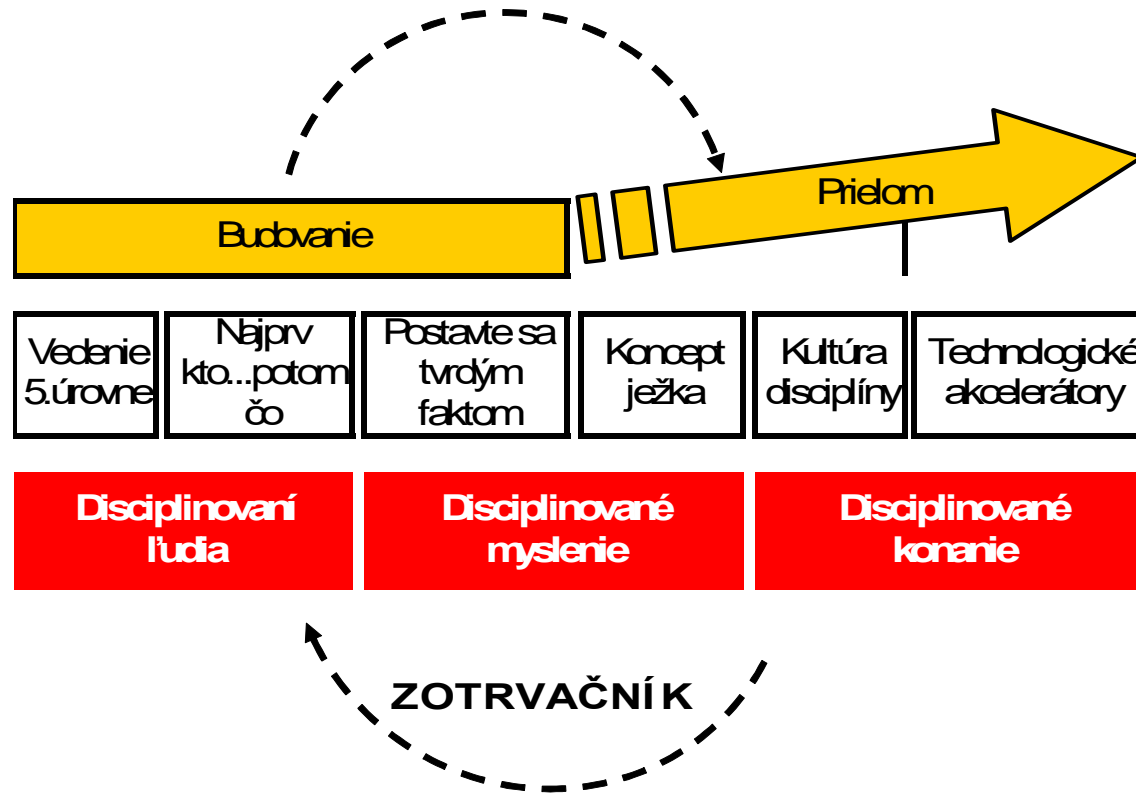 Prielom
Budovanie
Vedenie
5.úrovne
Najprv
kto...potom
čo
Postavte sa
tvrdým
faktom
Koncept
ježka
Kultúra
disciplíny
Technologické
akcelerátory
Disciplinovaní
ľudia
Disciplinované
myslenie
Disciplinované
konanie
ZOTRVAČNÍK